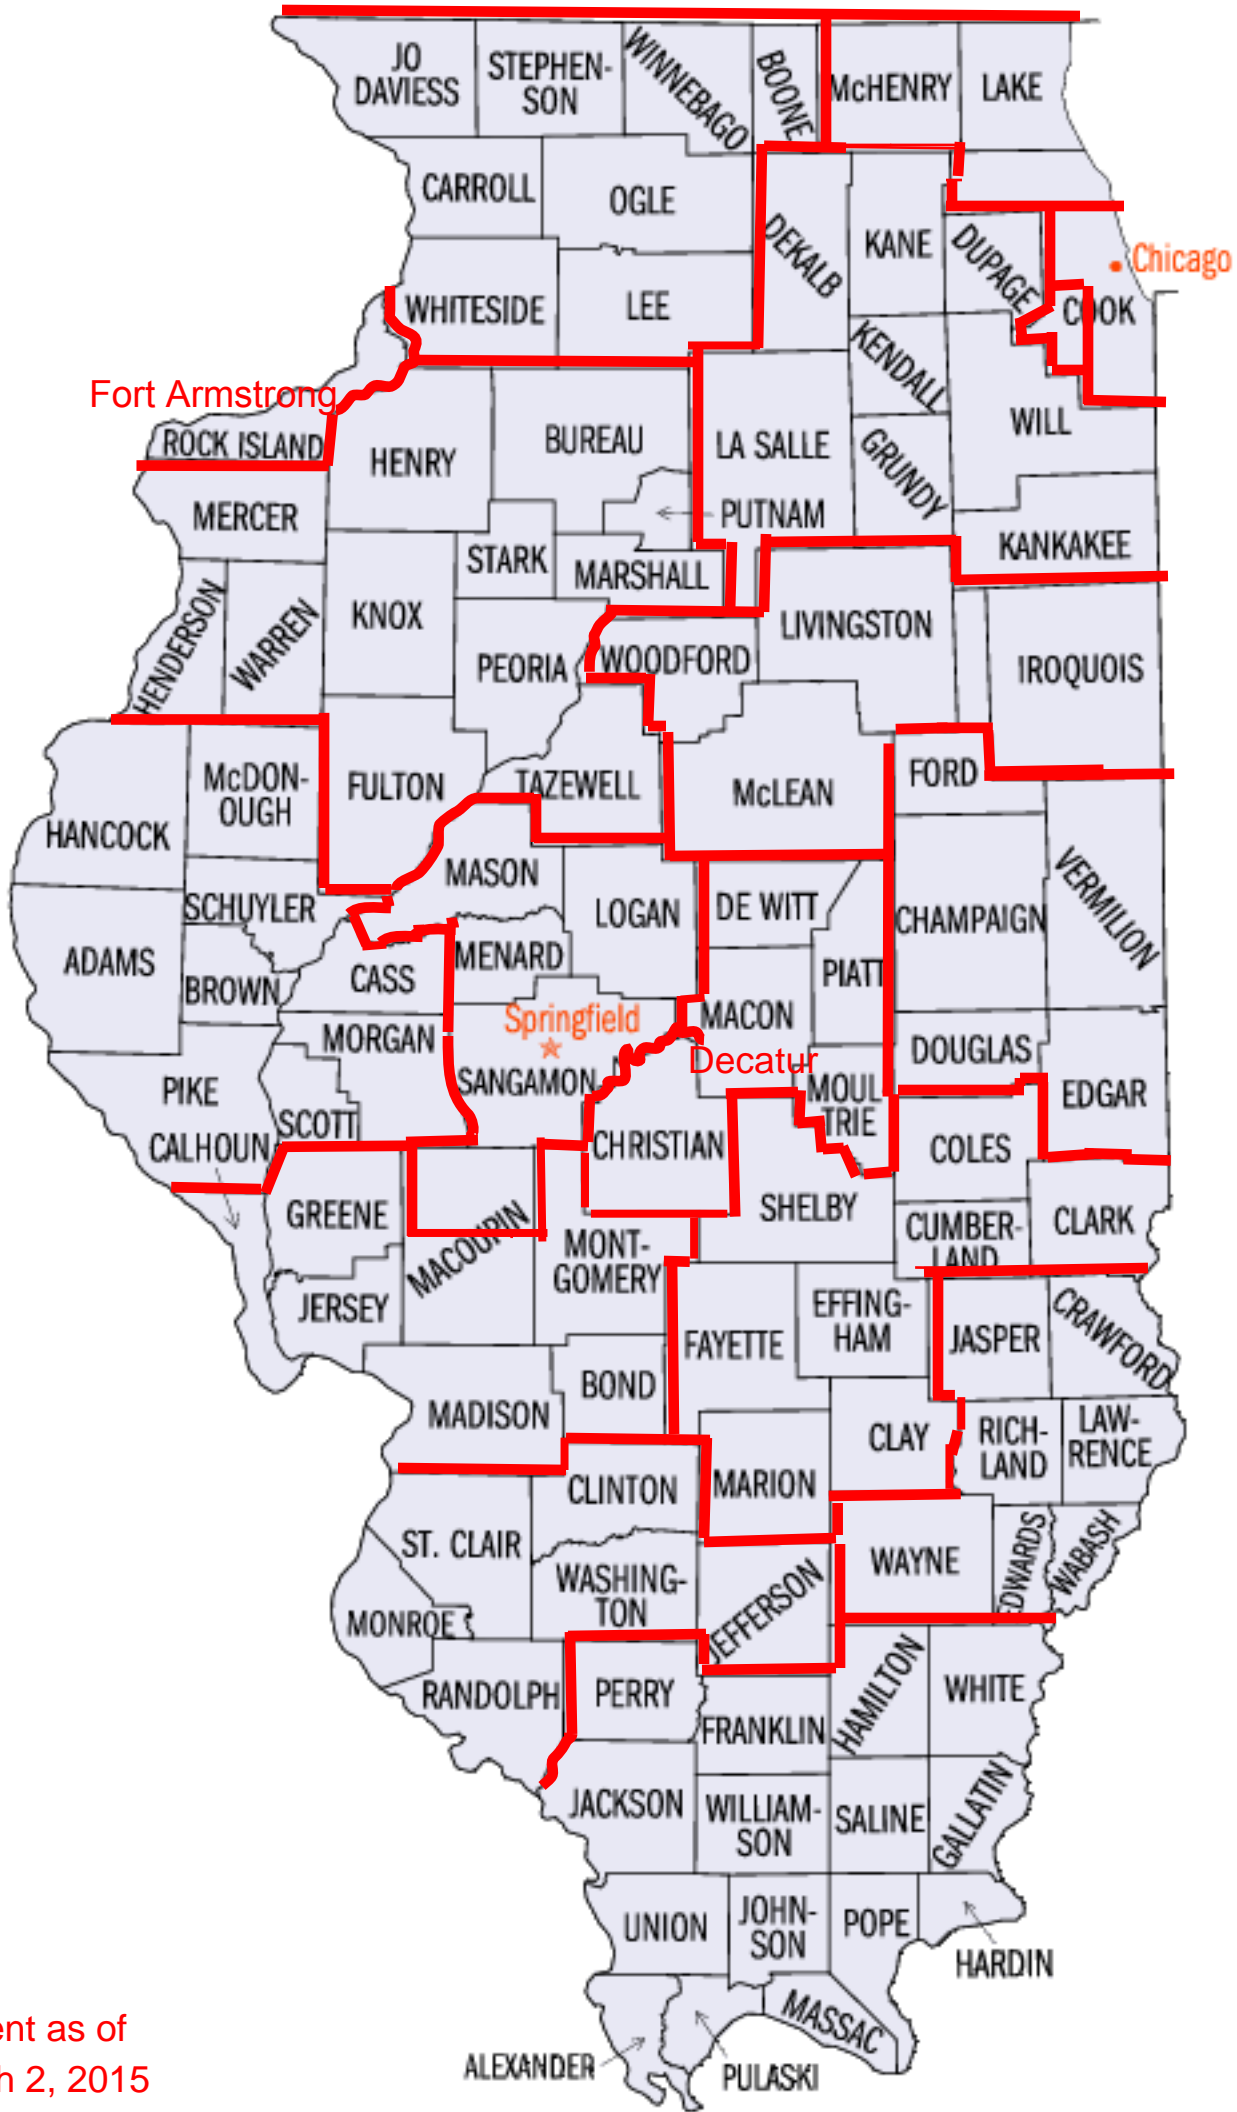 JO
DAVIESS
STEPHEN-
SON
WINNEBAGO
BOONE
McHENRY
LAKE
CARROLL
OGLE
DEKALB
KANE
DUPAGE
Chicago
WHITESIDE
LEE
COOK
KENDALL
Fort Armstrong
ROCK ISLAND
HENRY
BUREAU
LA SALLE
GRUNDY
WILL
MERCER
PUTNAM
KANKAKEE
STARK
MARSHALL
HENDERSON
WARREN
KNOX
PEORIA
WOODFORD
LIVINGSTON
IROQUOIS
HANCOCK
McDON-
OUGH
FULTON
TAZEWELL
McLEAN
FORD
MASON
SCHUYLER
LOGAN
DE WITT
CHAMPAIGN
VERMILION
ADAMS
BROWN
CASS
MENARD
PIATT
Springfield
MACON
MORGAN
Decatur
DOUGLAS
PIKE
SCOTT
SANGAMON
MOUL
TRIE
EDGAR
CALHOUN
CHRISTIAN
COLES
GREENE
MACOUPIN
MONT-
GOMERY
SHELBY
CUMBER-
LAND
CLARK
JERSEY
FAYETTE
EFFING-
HAM
JASPER
CRAWFORD
MADISON
BOND
CLAY
RICH-
LAND
LAW-
RENCE
CLINTON
MARION
ST. CLAIR
WASHING-
TON
JEFFERSON
WAYNE
EDWARDS
WABASH
MONROE
RANDOLPH
PERRY
FRANKLIN
HAMILTON
WHITE
JACKSON
WILLIAM-
SON
SALINE
GALLATIN
UNION
JOHN-
SON
POPE
HARDIN
MASSAC
ALEXANDER
PULASKI
ent as of
h 2, 2015